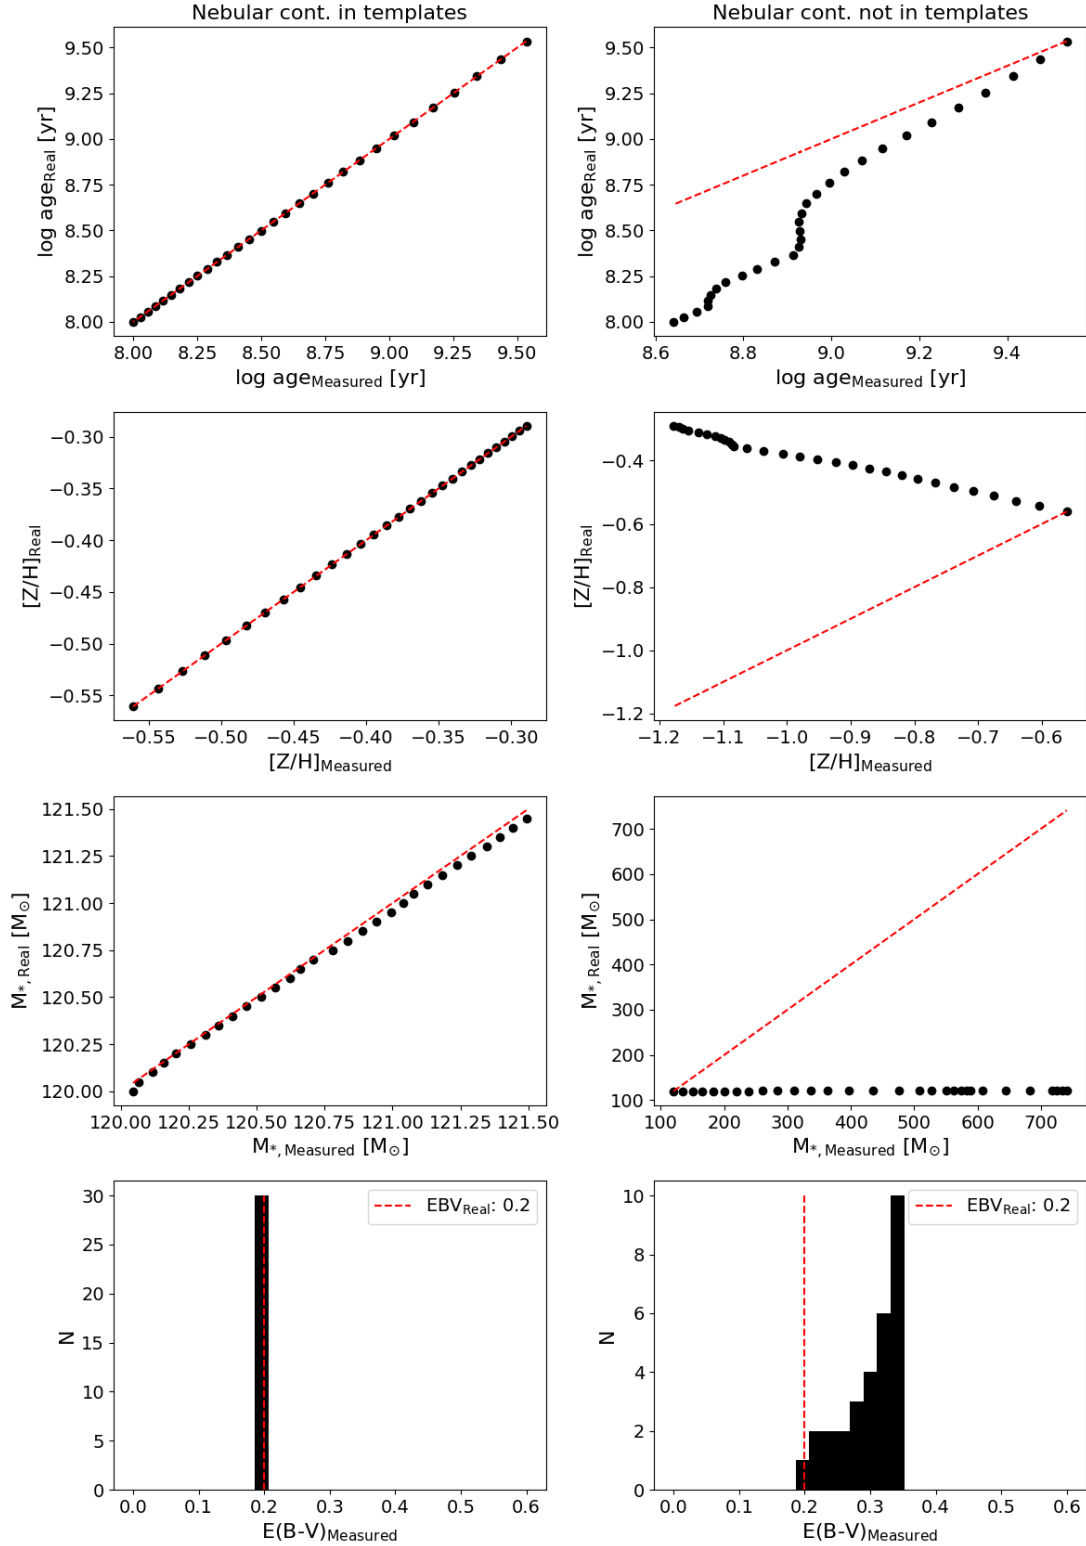 Nebular cont. in templates
9.50
9.25
9.00
8.75
8.50
8.25
8.00
log age_Real [yr]
8.00 8.25 8.50 8.75 9.00 9.25 9.50
log age_Measured [yr]
Nebular cont. not in templates
9.50
9.25
9.00
8.75
8.50
8.25
8.00
log age_Real [yr]
8.6 8.8 9.0 9.2 9.4
log age_Measured [yr]
−0.30
−0.35
−0.40
−0.45
−0.50
−0.55
[Z/H]_Real
−0.55 −0.50 −0.45 −0.40 −0.35 −0.30
[Z/H]_Measured
−0.4
−0.6
−0.8
−1.0
−1.2
[Z/H]_Real
−1.2 −1.1 −1.0 −0.9 −0.8 −0.7 −0.6
[Z/H]_Measured
121.50
121.25
121.00
120.75
120.50
120.25
120.00
M_*, Real [M_⊙]
120.00 120.25 120.50 120.75 121.00 121.25 121.50
M_*, Measured [M_⊙]
700
600
500
400
300
200
100
M_*, Real [M_⊙]
100 200 300 400 500 600 700
M_*, Measured [M_⊙]
30
25
20
15
10
5
0
N
EBV_Real: 0.2
0.0 0.1 0.2 0.3 0.4 0.5 0.6
E(B-V)_Measured
10
8
6
4
2
0
N
EBV_Real: 0.2
0.0 0.1 0.2 0.3 0.4 0.5 0.6
E(B-V)_Measured